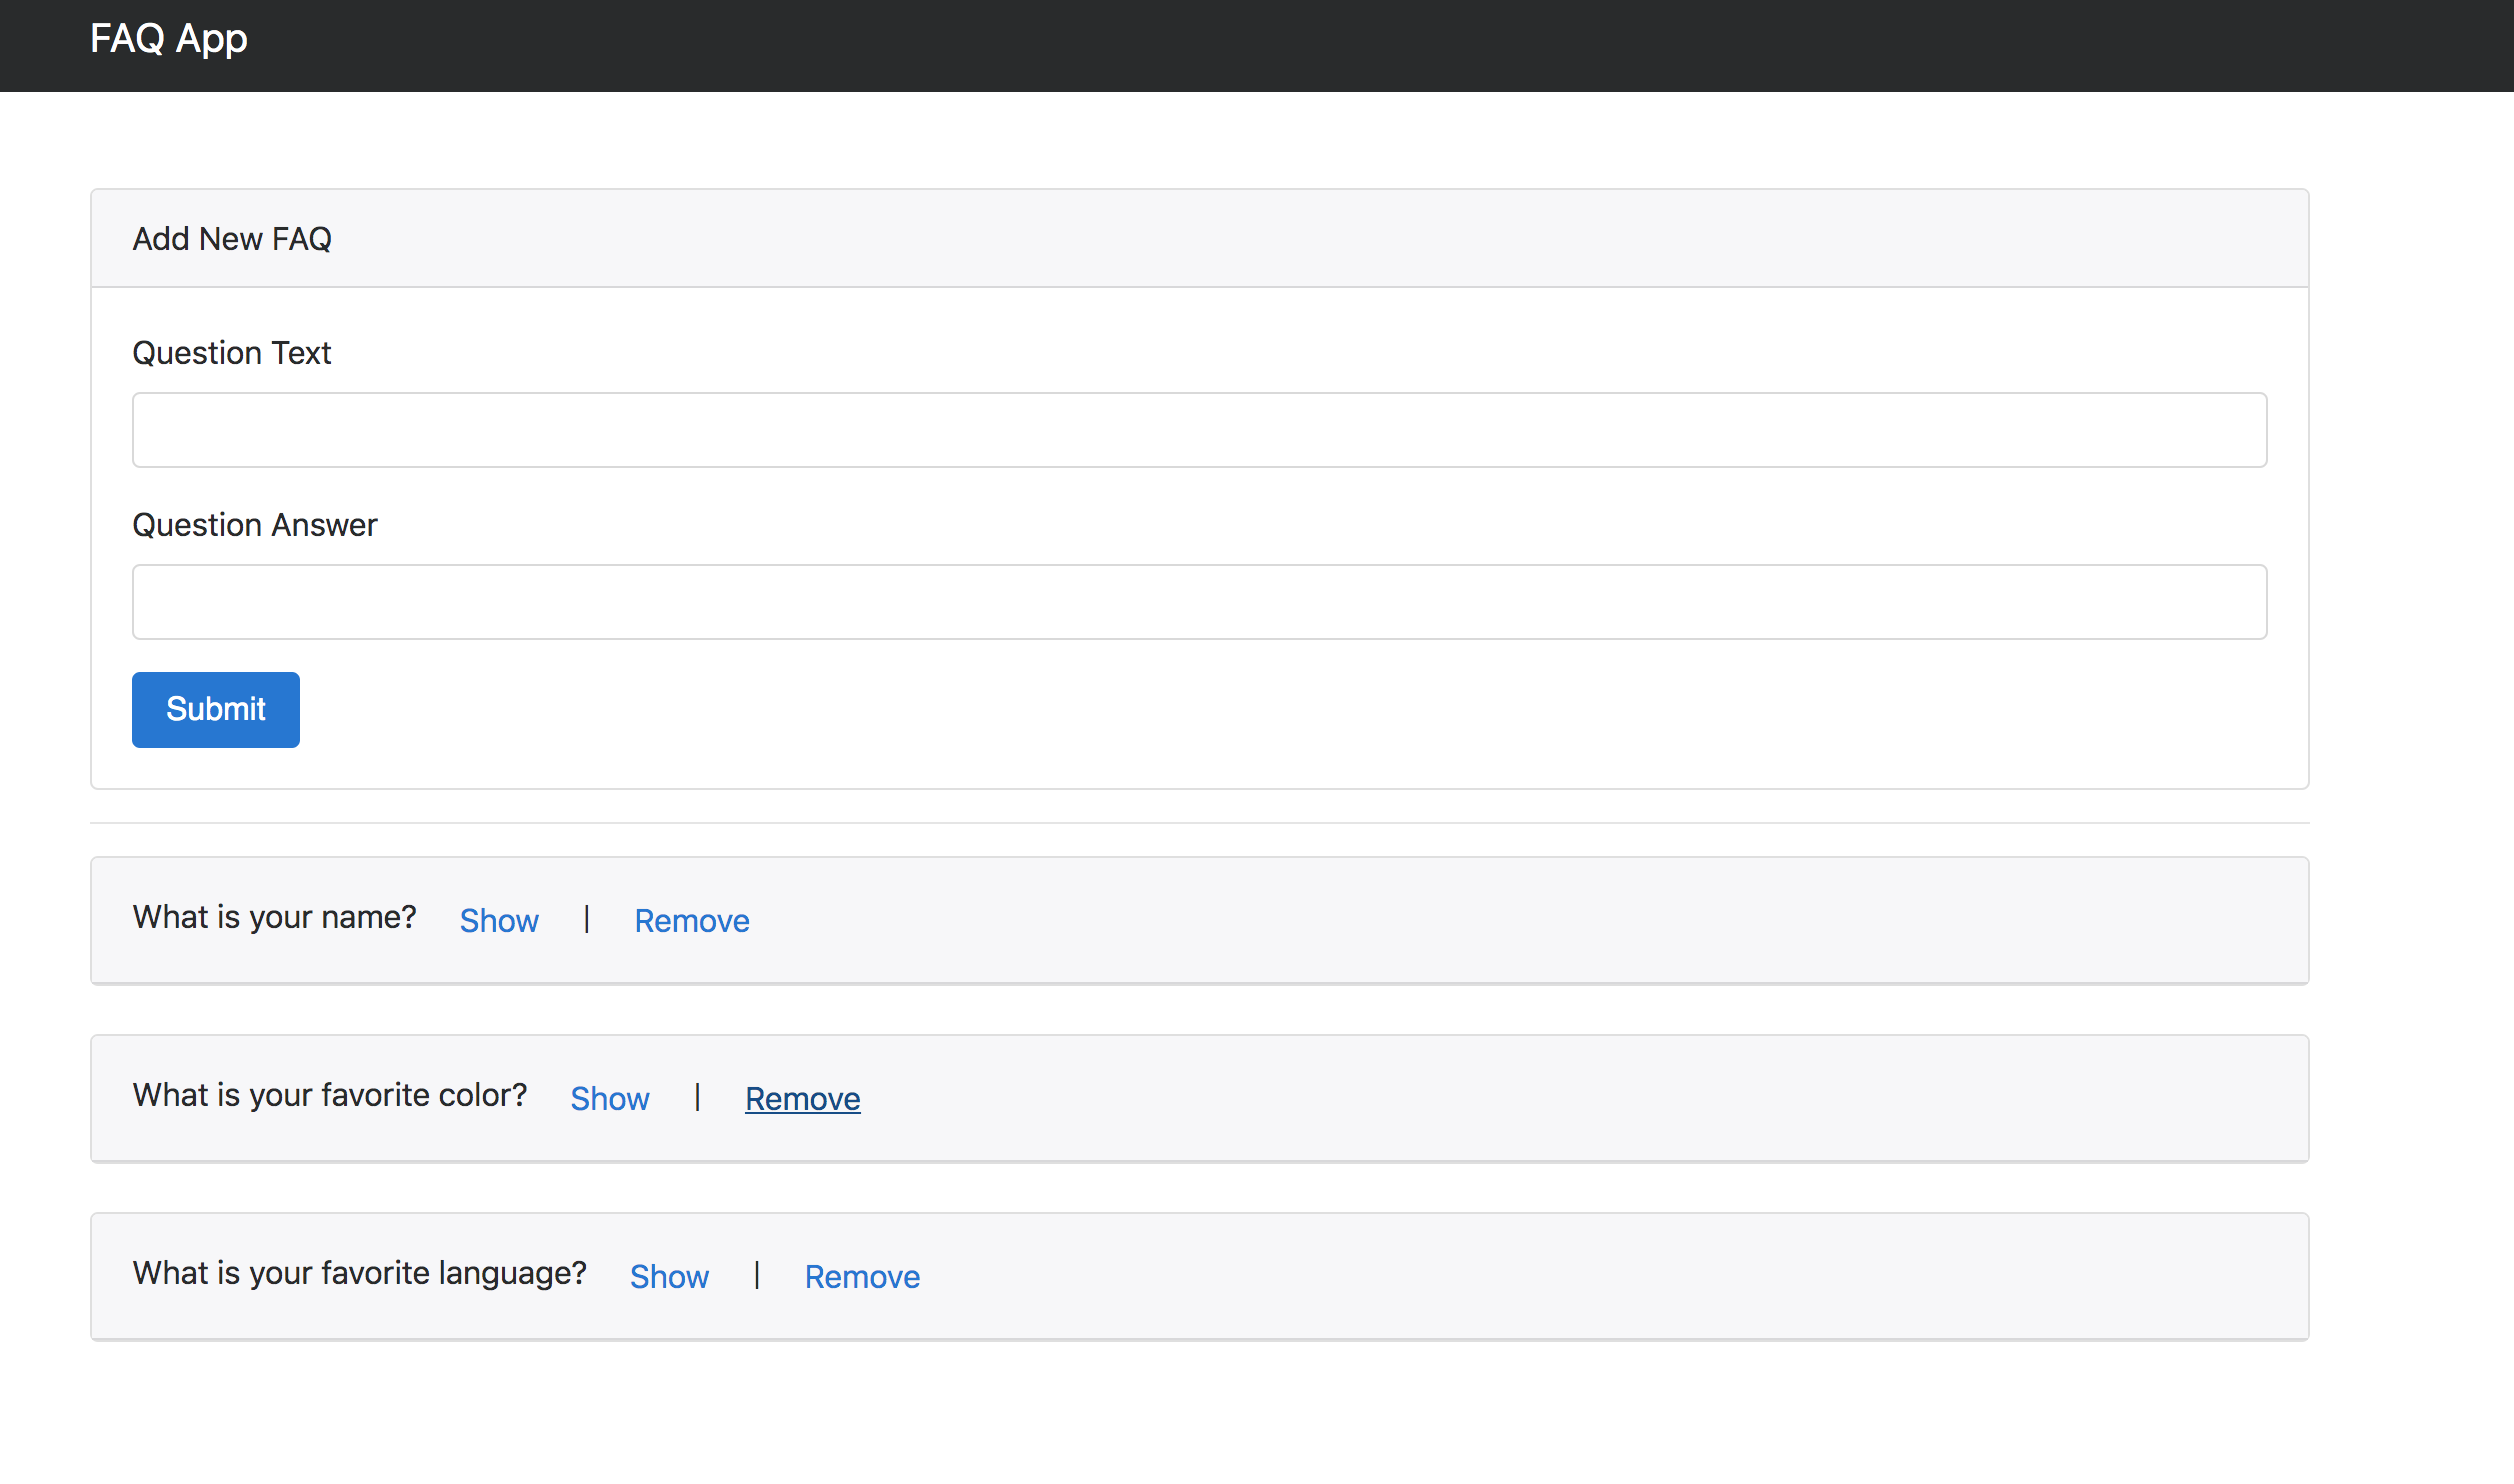 FAQ App
Add New FAQ
Question Text
Question Answer
Submit
What is your name? Show | Remove
What is your favorite color? Show | Remove
What is your favorite language? Show | Remove